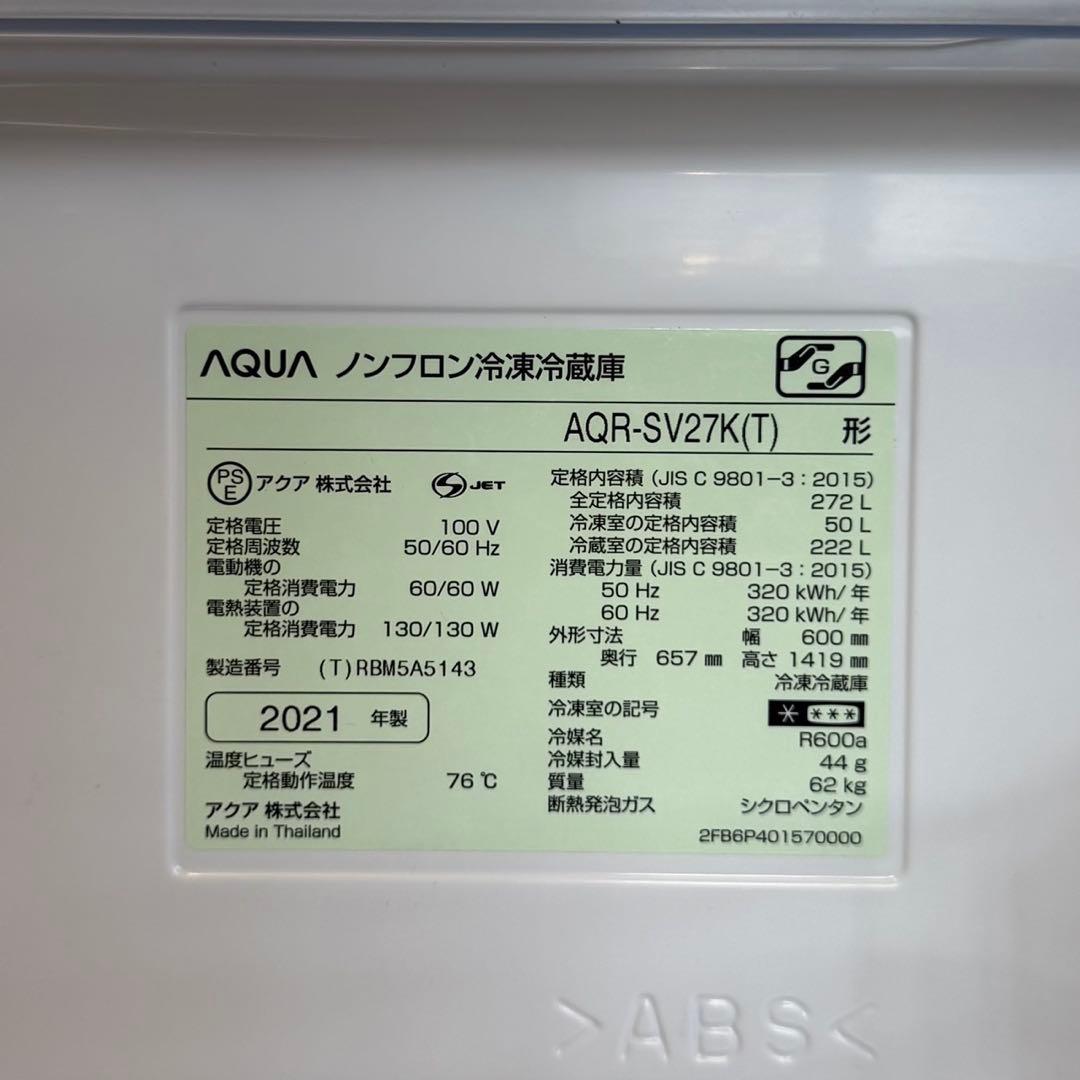 AQUA ノンフロン冷凍冷蔵庫
G
AQR-SV27K(T) 形
PSE アクア 株式会社 S JET
定格電圧 100 V
定格周波数 50/60 Hz
電動機の
定格消費電力 60/60 W
電熱装置の
定格消費電力 130/130 W
製造番号 (T)RBM5A5143
2021 年製
温度ヒューズ
定格動作温度 76 ℃
アクア 株式会社
Made in Thailand
定格内容積 (JIS C 9801-3:2015)
全定格内容積 272 L
冷凍室の定格内容積 50 L
冷蔵室の定格内容積 222 L
消費電力量 (JIS C 9801-3:2015)
50 Hz 320 kWh/年
60 Hz 320 kWh/年
外形寸法 幅 600 ㎜
奥行 657 ㎜ 高さ 1419 ㎜
種類 冷凍冷蔵庫
冷凍室の記号 * ***
冷媒名 R600a
冷媒封入量 44 g
質量 62 kg
断熱発泡ガス シクロペンタン
2FB6P401570000
>ABS<